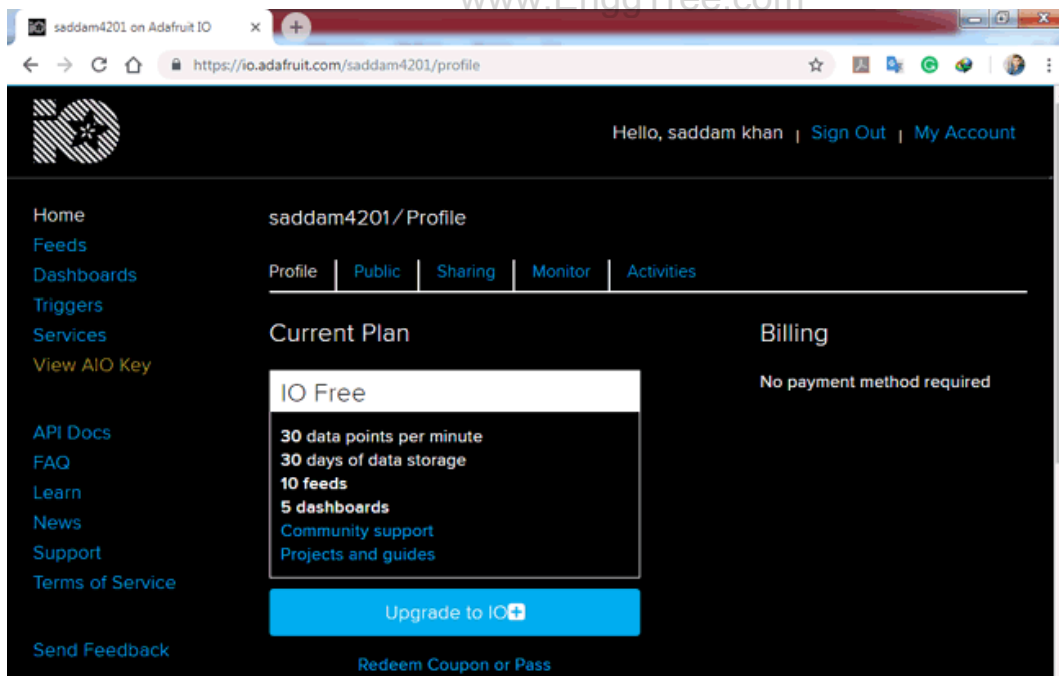 www.EnggTree.com
saddam4201 on Adafruit IO
https://io.adafruit.com/saddam4201/profile
Hello, saddam khan | Sign Out | My Account
Home
Feeds
Dashboards
Triggers
Services
View AIO Key
API Docs
FAQ
Learn
News
Support
Terms of Service
Send Feedback
saddam4201/Profile
Profile | Public | Sharing | Monitor | Activities
Current Plan
IO Free
30 data points per minute
30 days of data storage
10 feeds
5 dashboards
Community support
Projects and guides
Upgrade to IO+
Redeem Coupon or Pass
Billing
No payment method required